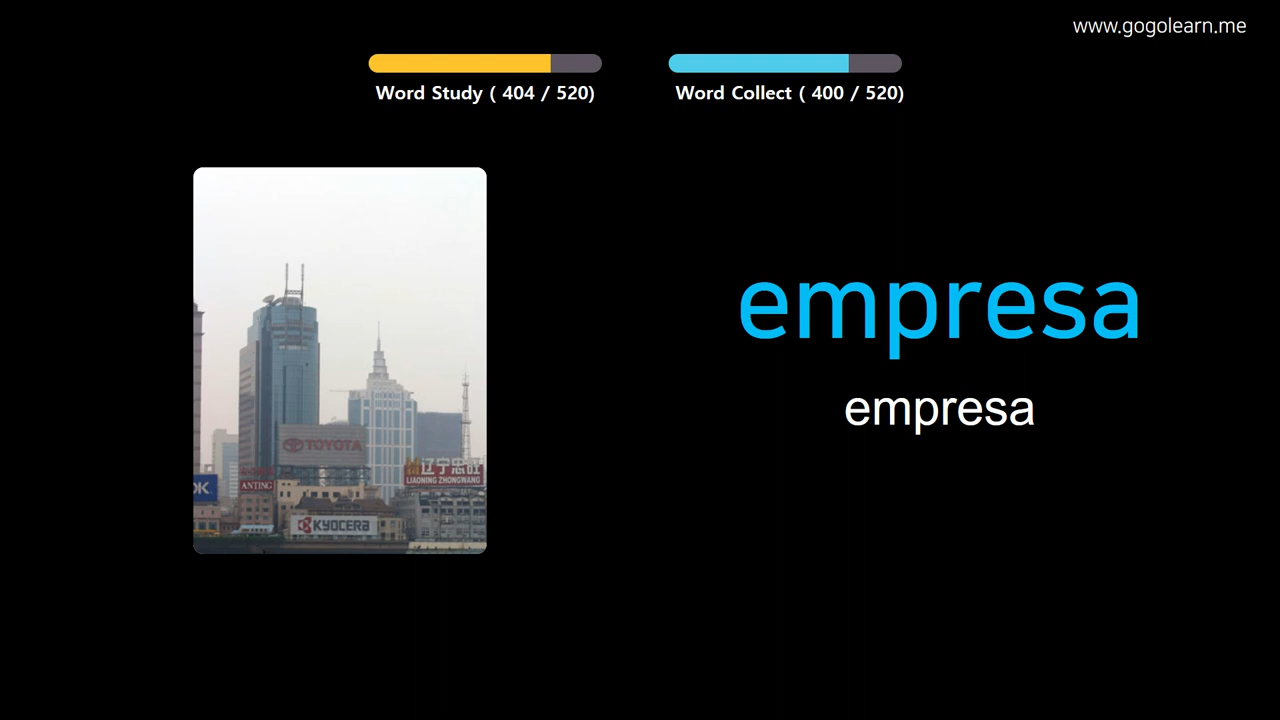 www.gogolearn.me
Word Study ( 404 / 520)
Word Collect ( 400 / 520)
empresa
empresa
TOYOTA
辽宁忠旺
LIAONING ZHONGWANG
OK
ANTING
KYOCERA